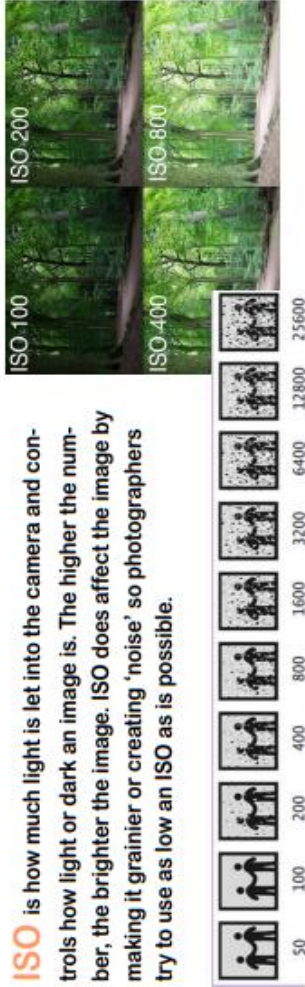 ISO is how much light is let into the camera and con-
trols how light or dark an image is. The higher the num-
ber, the brighter the image. ISO does affect the image by
making it grainier or creating 'noise' so photographers
try to use as low an ISO as is possible.
ISO 100
ISO 200
ISO 400
ISO 800
50 100 200 400 800 1600 3200 6400 12800 25600